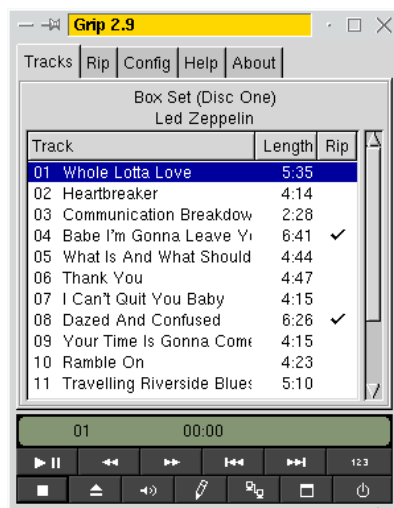 Grip 2.9
Tracks Rip Config Help About
Box Set (Disc One)
Led Zeppelin
Track Length Rip
01 Whole Lotta Love 5:35
02 Heartbreaker 4:14
03 Communication Breakdow 2:28
04 Babe I'm Gonna Leave Y 6:41
05 What Is And What Should 4:44
06 Thank You 4:47
07 I Can't Quit You Baby 4:15
08 Dazed And Confused 6:26
09 Your Time Is Gonna Come 4:15
10 Ramble On 4:23
11 Travelling Riverside Blues 5:10
01 00:00
123